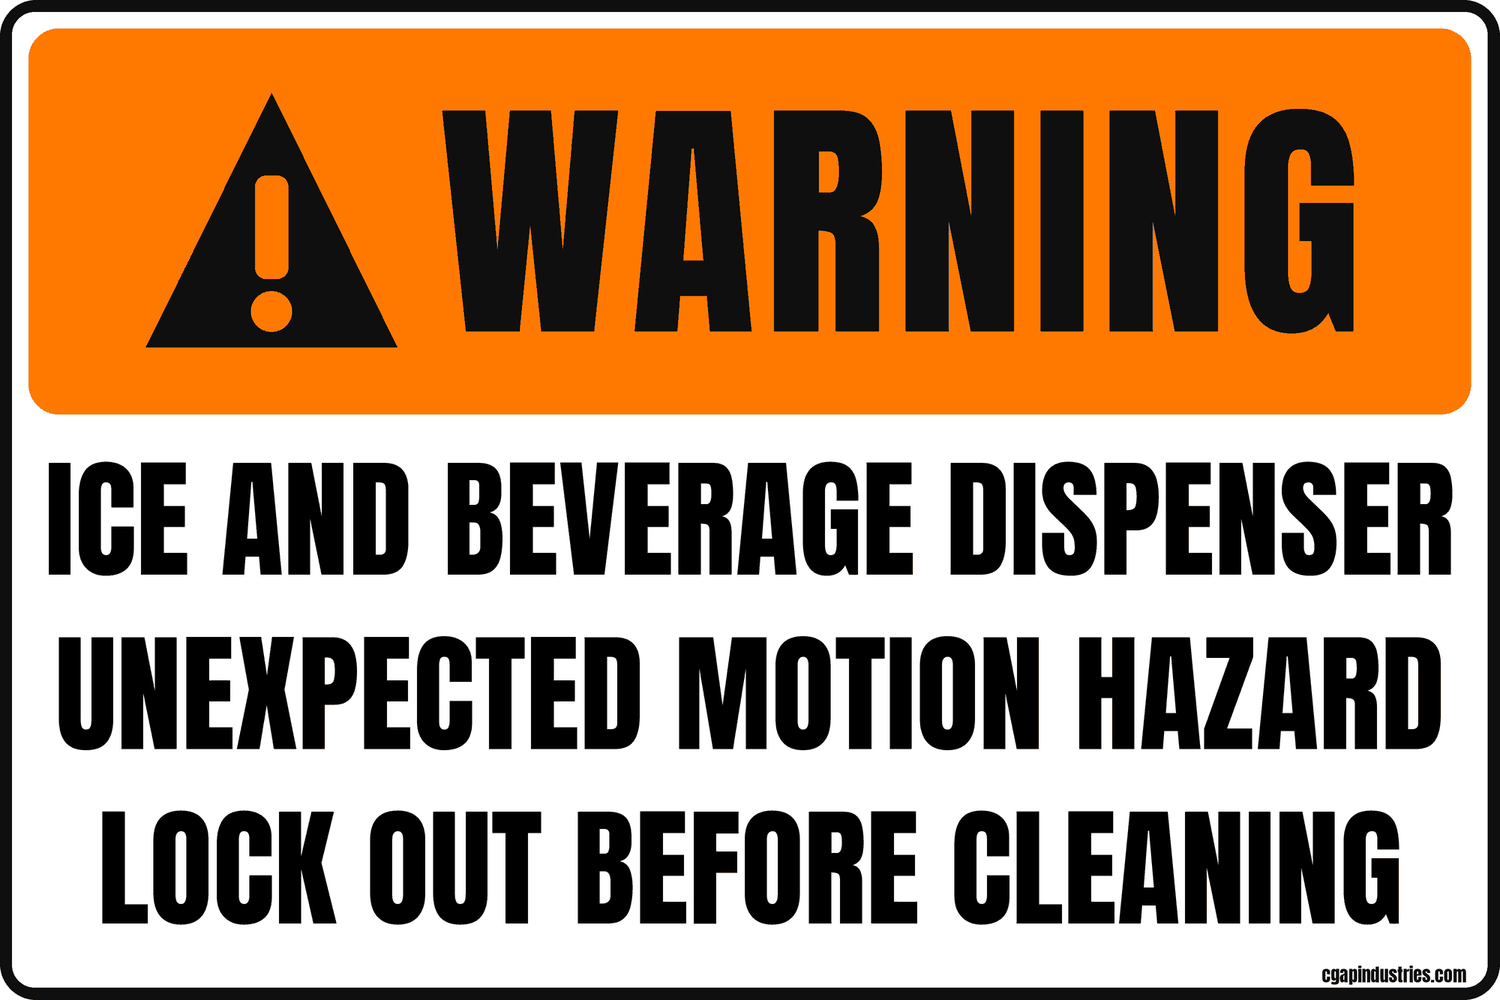 WARNING
ICE AND BEVERAGE DISPENSER
UNEXPECTED MOTION HAZARD
LOCK OUT BEFORE CLEANING
cgapindustries.com